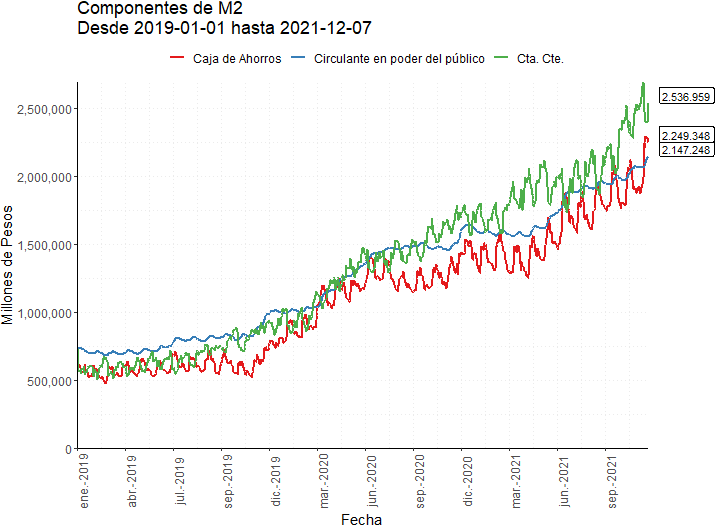 Componentes de M2
Desde 2019-01-01 hasta 2021-12-07
Caja de Ahorros Circulante en poder del público Cta. Cte.
2.536.959
2.249.348
2.147.248
2,500,000
2,000,000
1,500,000
1,000,000
500,000
0
Millones de Pesos
ene.-2019
abr.-2019
jul.-2019
sep.-2019
dic.-2019
mar.-2020
jun.-2020
sep.-2020
dic.-2020
mar.-2021
jun.-2021
sep.-2021
Fecha